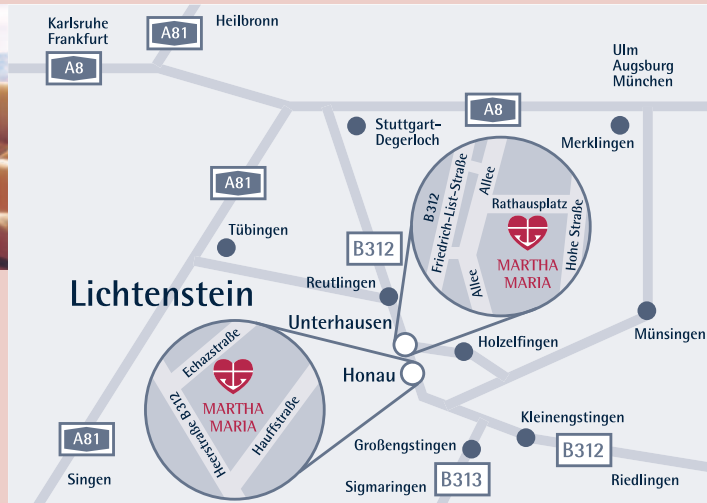 Karlsruhe
Frankfurt
A81
Heilbronn
A8
Ulm
Augsburg
München
A8
Stuttgart-
Degerloch
Merklingen
A81
B312
Friedrich-List-Straße
Allee
Rathausplatz
Hohe Straße
MARTHA
MARIA
Allee
Tübingen
B312
Reutlingen
Lichtenstein
Unterhausen
Holzelfingen
Münsingen
Honau
Echazstraße
MARTHA
MARIA
Heerstraße B 312
Hauffstraße
A81
Singen
Kleinengstingen
Großengstingen
B312
B313
Sigmaringen
Riedlingen